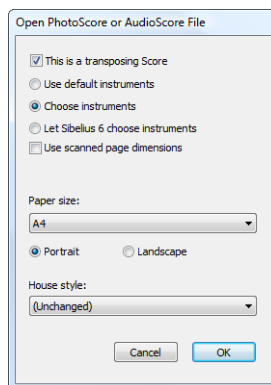 Open PhotoScore or AudioScore File
This is a transposing Score
Use default instruments
Choose instruments
Let Sibelius 6 choose instruments
Use scanned page dimensions
Paper size:
A4
Portrait Landscape
House style:
(Unchanged)
Cancel OK